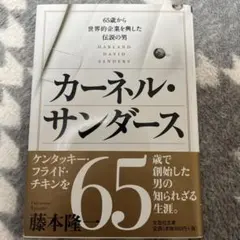 65歳から
世界的企業を興した
伝説の男
HARLAND
DAVID
SANDERS
カーネル・
サンダース
ケンタッキー・
フライド・
チキンを
65
歳で
創始した
男の
知られざる
生涯。
藤本隆一